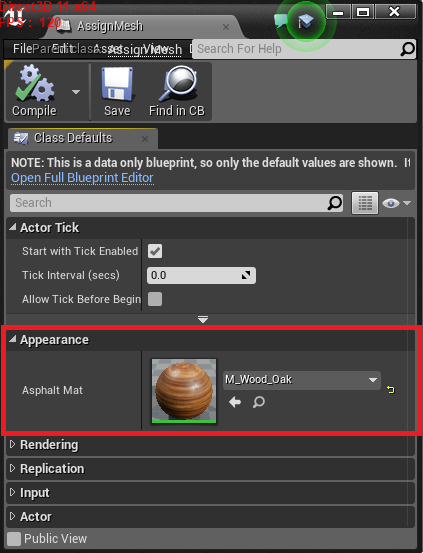 Direct3D 11 x64
FPS : 120
AssignMesh
File Edit Asset View Debug
Parent class: AssignMesh
Search For Help
Compile
Save
Find in CB
Class Defaults
NOTE: This is a data only blueprint, so only the default values are shown. It
Open Full Blueprint Editor
Search
Actor Tick
Start with Tick Enabled
Tick Interval (secs)
0.0
Allow Tick Before Begin
Appearance
Asphalt Mat
M_Wood_Oak
Rendering
Replication
Input
Actor
Public View